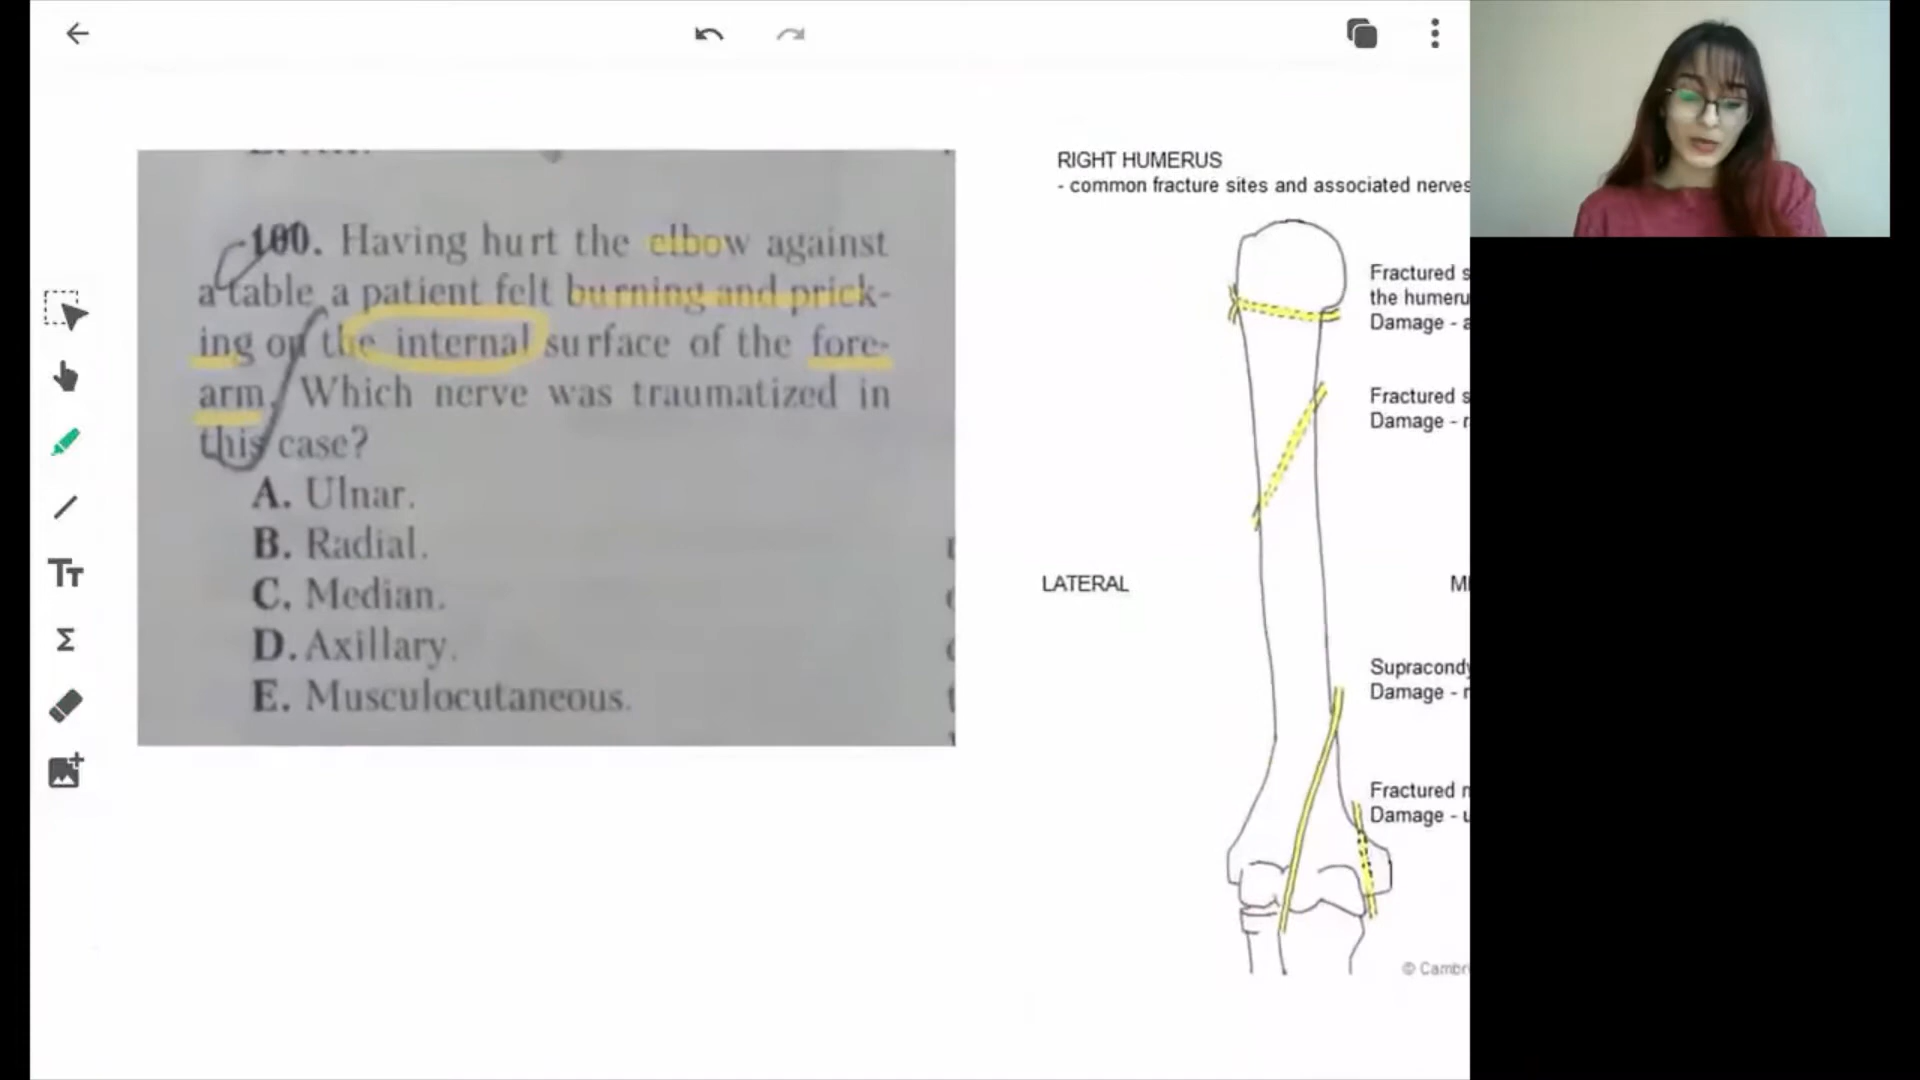 100. Having hurt the elbow against
a table a patient felt burning and prick-
ing on the internal surface of the fore-
arm. Which nerve was traumatized in
this case?
A. Ulnar.
B. Radial.
C. Median.
D. Axillary.
E. Musculocutaneous.
RIGHT HUMERUS
- common fracture sites and associated nerves
Fractured s
the humeru
Damage - a
Fractured s
Damage - r
LATERAL
M
Supracondy
Damage - r
Fractured m
Damage - u
© Cambr
Tт
Σ